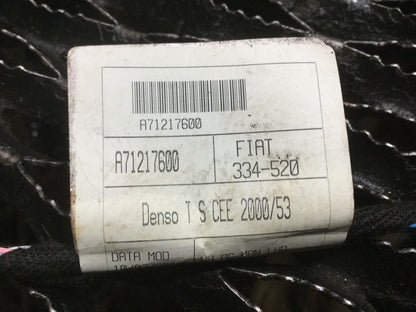 A71217600
A71217600
FIAT
334-520
Denso T S CEE 2000/53
DATA MOD